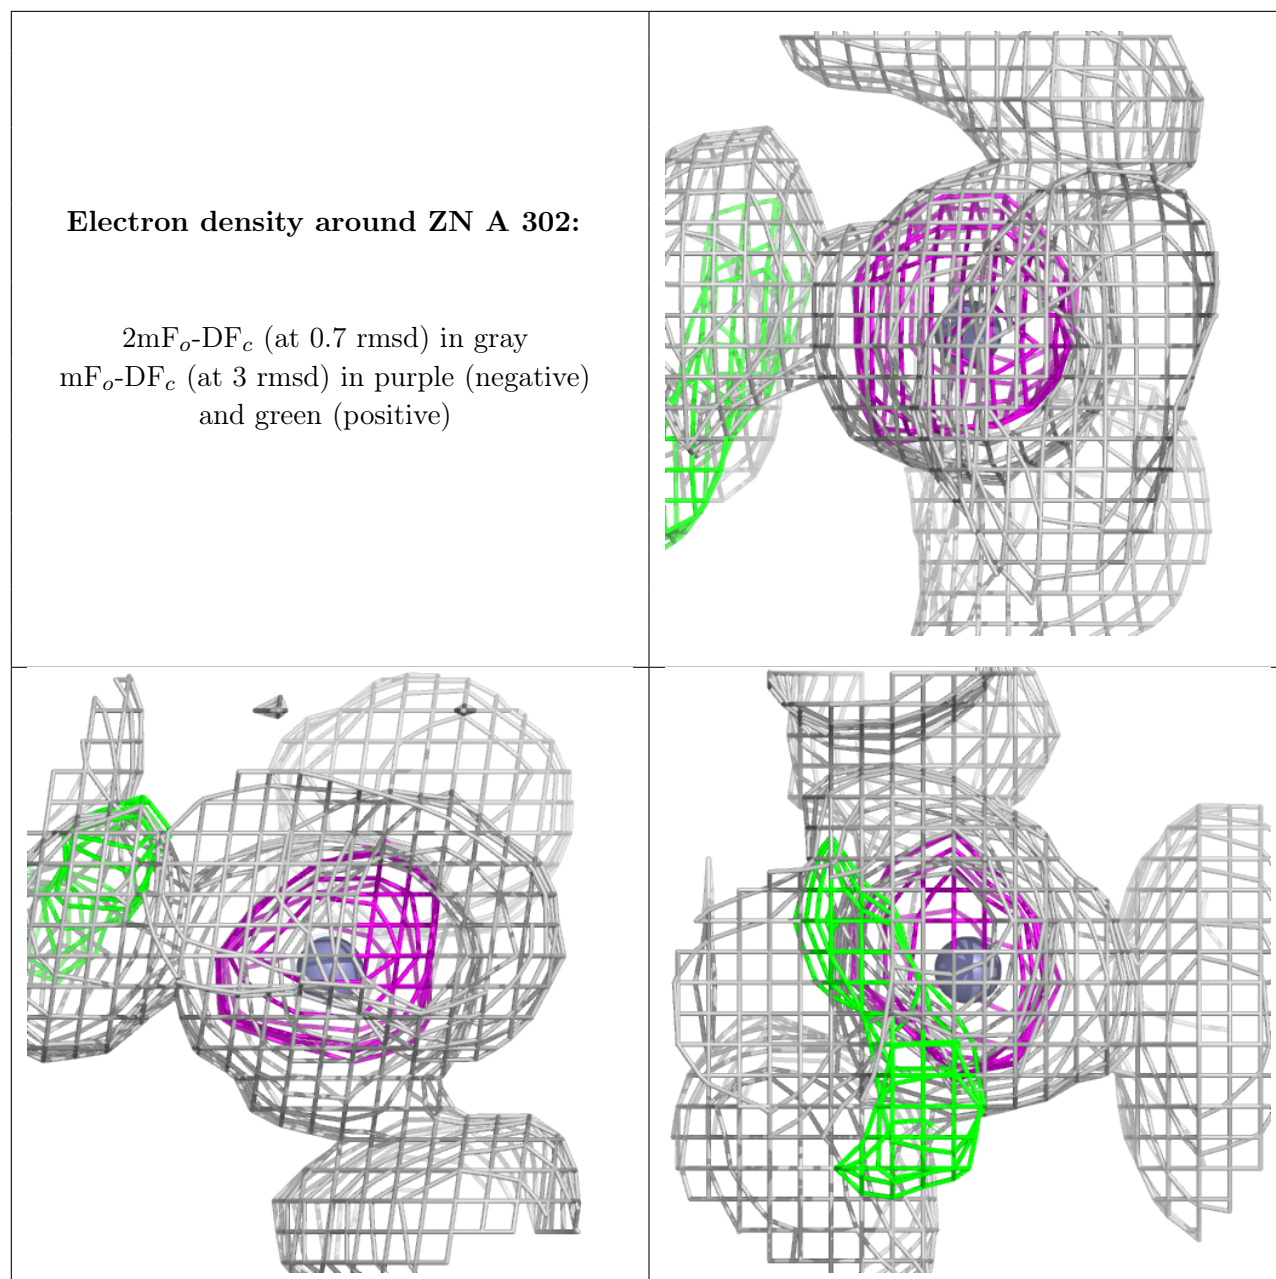 Electron density around ZN A 302:
2mFo-DFc (at 0.7 rmsd) in gray
mFo-DFc (at 3 rmsd) in purple (negative)
and green (positive)